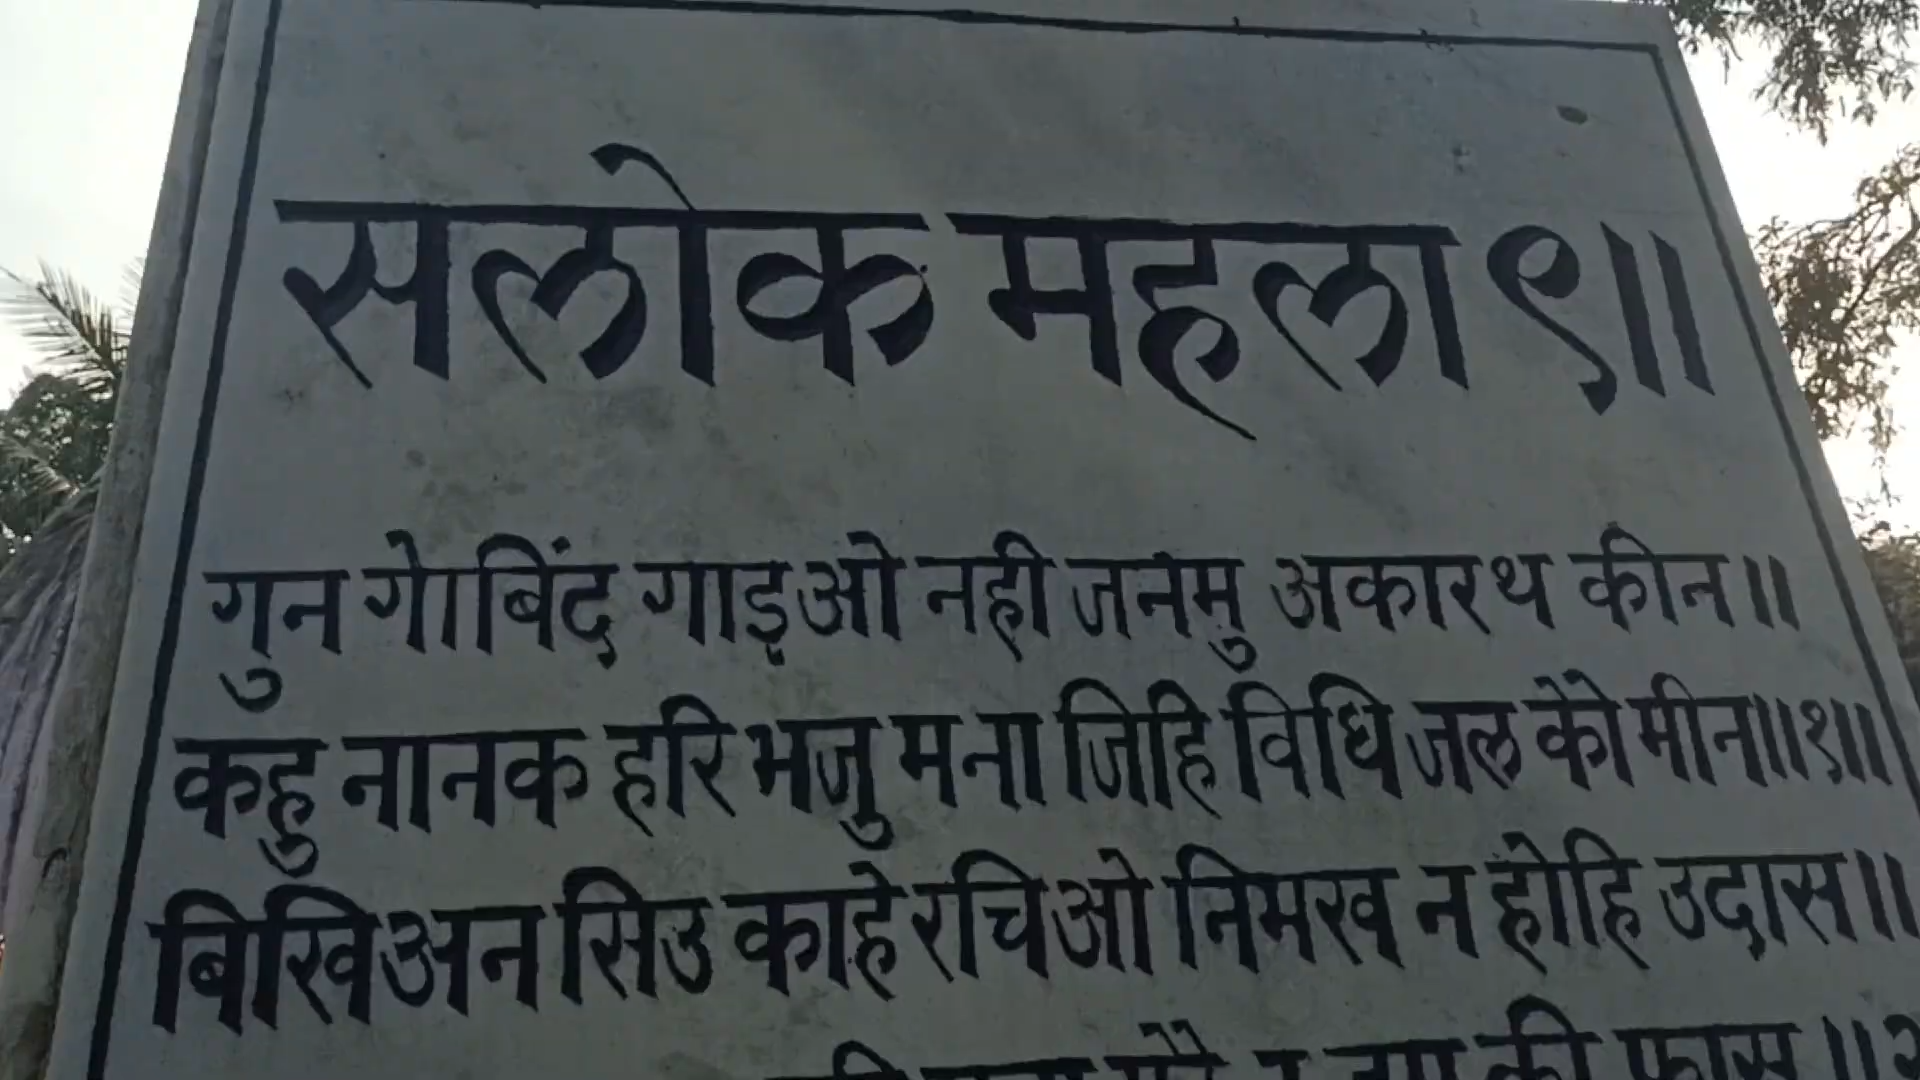 सलोक महला ९॥
गुन गोबिंद गाइओ नही जनमु अकारथ कीन॥
कहु नानक हरि भजु मना जिहि विधि जल कौ मीन॥१॥
बिखिअन सिउ काहे रचिओ निमख न होहि उदास॥
की फास॥२